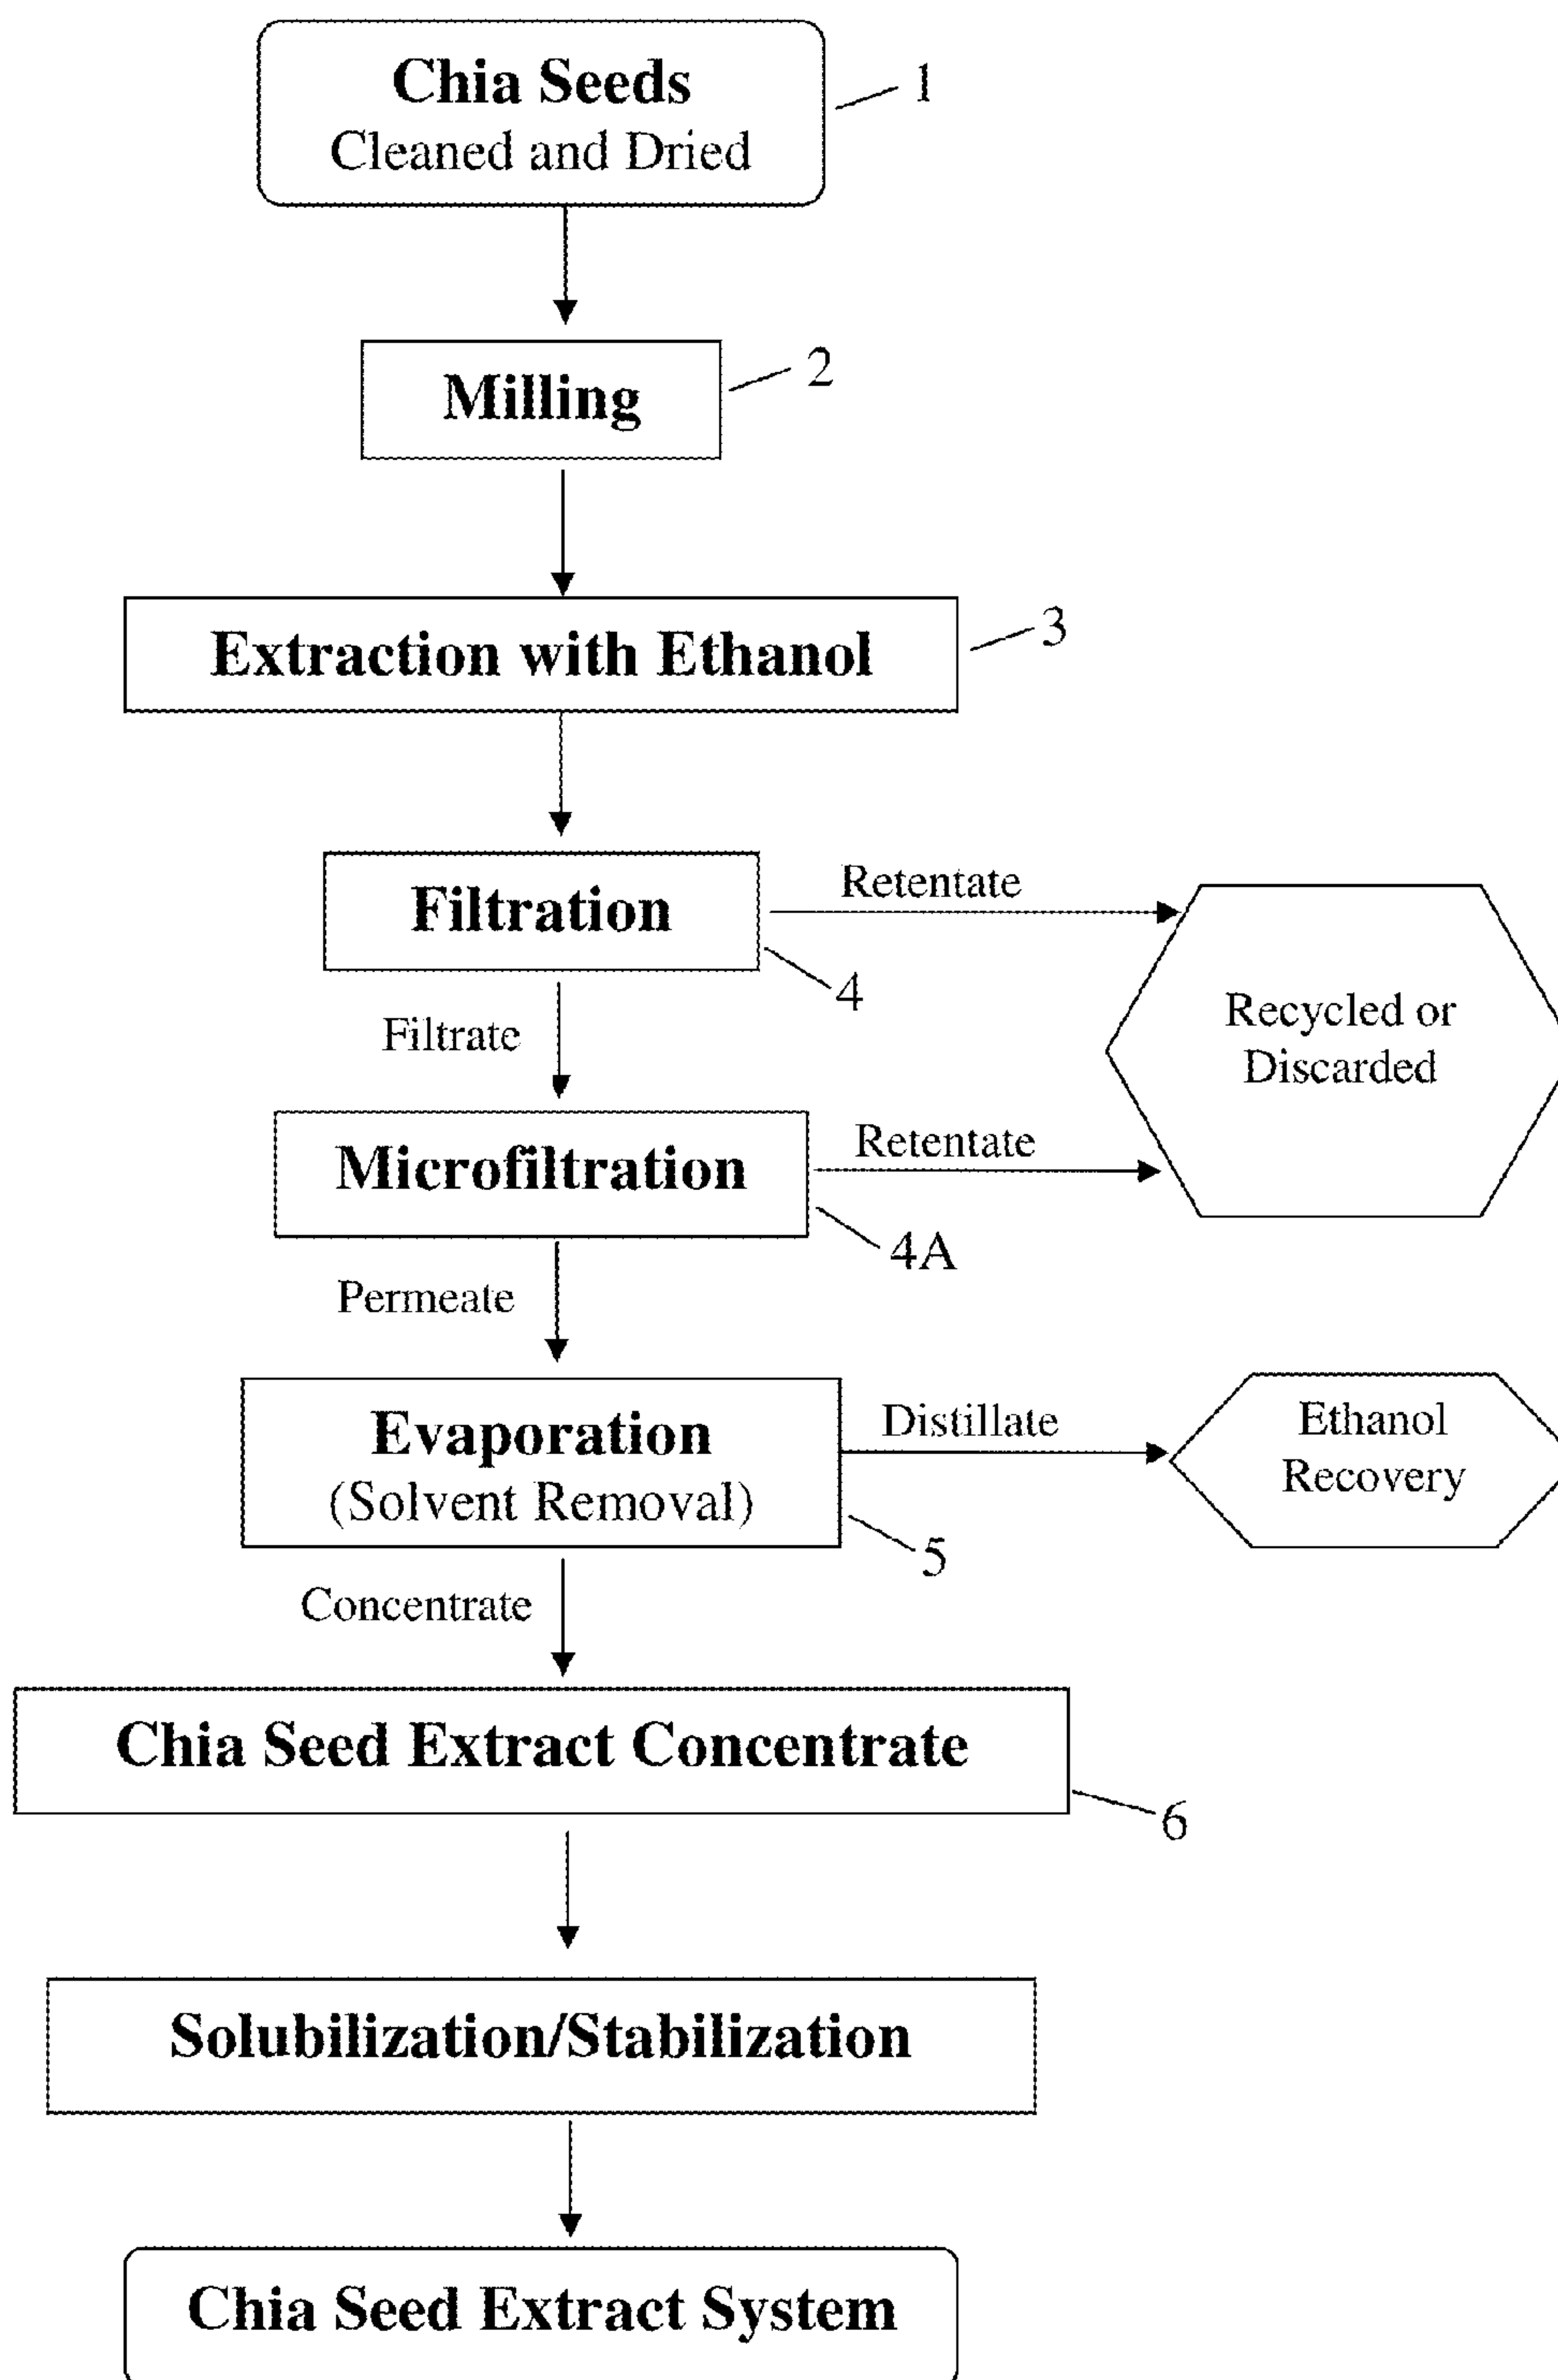 Chia Seeds
Cleaned and Dried
1
Milling
2
Extraction with Ethanol
3
Filtration
Retentate
4
Recycled or
Discarded
Filtrate
Microfiltration
Retentate
4A
Permeate
Evaporation
(Solvent Removal)
Distillate
Ethanol
Recovery
5
Concentrate
Chia Seed Extract Concentrate
6
Solubilization/Stabilization
Chia Seed Extract System